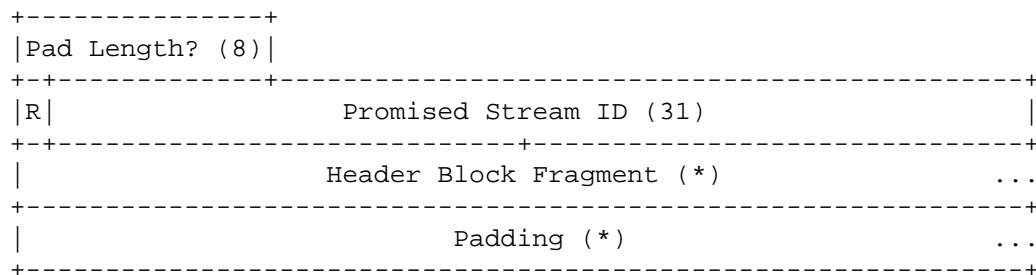 +---------------+
|Pad Length? (8)|
+-+-------------+-----------------------------------------------+
|R|                  Promised Stream ID (31)                    |
+-+-----------------------------+-------------------------------+
|                   Header Block Fragment (*)                 ...
+---------------------------------------------------------------+
|                           Padding (*)                       ...
+---------------------------------------------------------------+